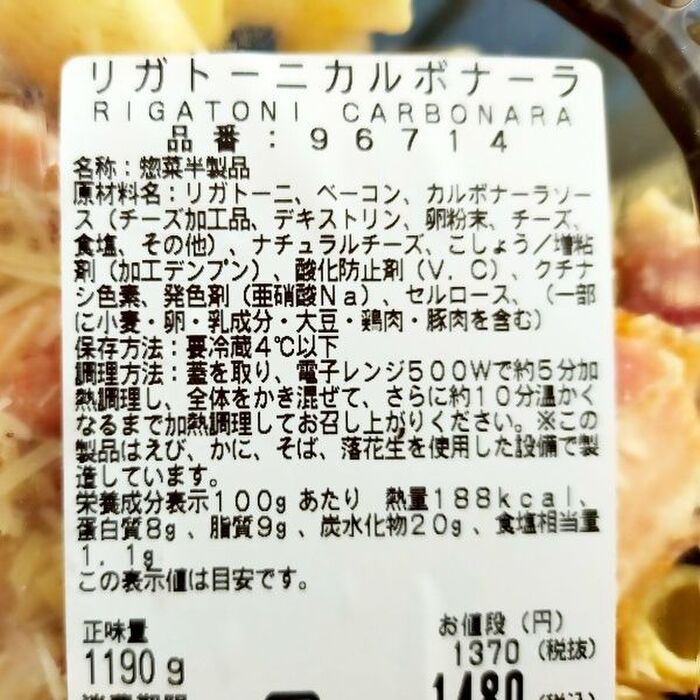 リガトーニカルボナーラ
RIGATONI CARBONARA
品番：96714
名称：惣菜半製品
原材料名：リガトーニ、ベーコン、カルボナーラソー
ス（チーズ加工品、デキストリン、卵粉末、チーズ、
食塩、その他）、ナチュラルチーズ、こしょう／増粘
剤（加工デンプン）、酸化防止剤（V．C）、クチナ
シ色素、発色剤（亜硝酸Na）、セルロース、（一部
に小麦・卵・乳成分・大豆・鶏肉・豚肉を含む）
保存方法：要冷蔵4℃以下
調理方法：蓋を取り、電子レンジ500Wで約5分加
熱調理し、全体をかき混ぜて、さらに約10分温かく
なるまで加熱調理してお召し上がりください。※この
製品はえび、かに、そば、落花生を使用した設備で製
造しています。
栄養成分表示100gあたり 熱量188kcal、
蛋白質8g、脂質9g、炭水化物20g、食塩相当量
1．1g
この表示値は目安です。
正味量 お値段（円）
1190g 1370（税抜）
消費期限 1480（税込）